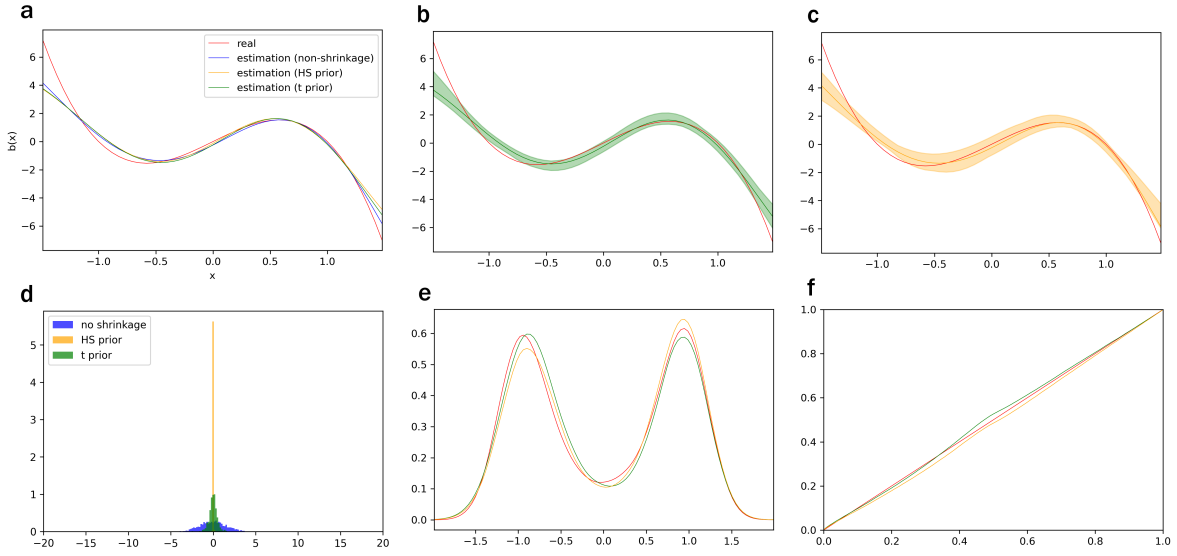 a
6
4
2
0
−2
−4
−6
b(x)
−1.0 −0.5 0.0 0.5 1.0
x
real
estimation (non-shrinkage)
estimation (HS prior)
estimation (t prior)
b
6
4
2
0
−2
−4
−6
−1.0 −0.5 0.0 0.5 1.0
c
6
4
2
0
−2
−4
−6
−1.0 −0.5 0.0 0.5 1.0
d
no shrinkage
HS prior
t prior
5
4
3
2
1
0
−20 −15 −10 −5 0 5 10 15 20
e
0.6
0.5
0.4
0.3
0.2
0.1
0.0
−1.5 −1.0 −0.5 0.0 0.5 1.0 1.5
f
1.0
0.8
0.6
0.4
0.2
0.0
0.0 0.2 0.4 0.6 0.8 1.0